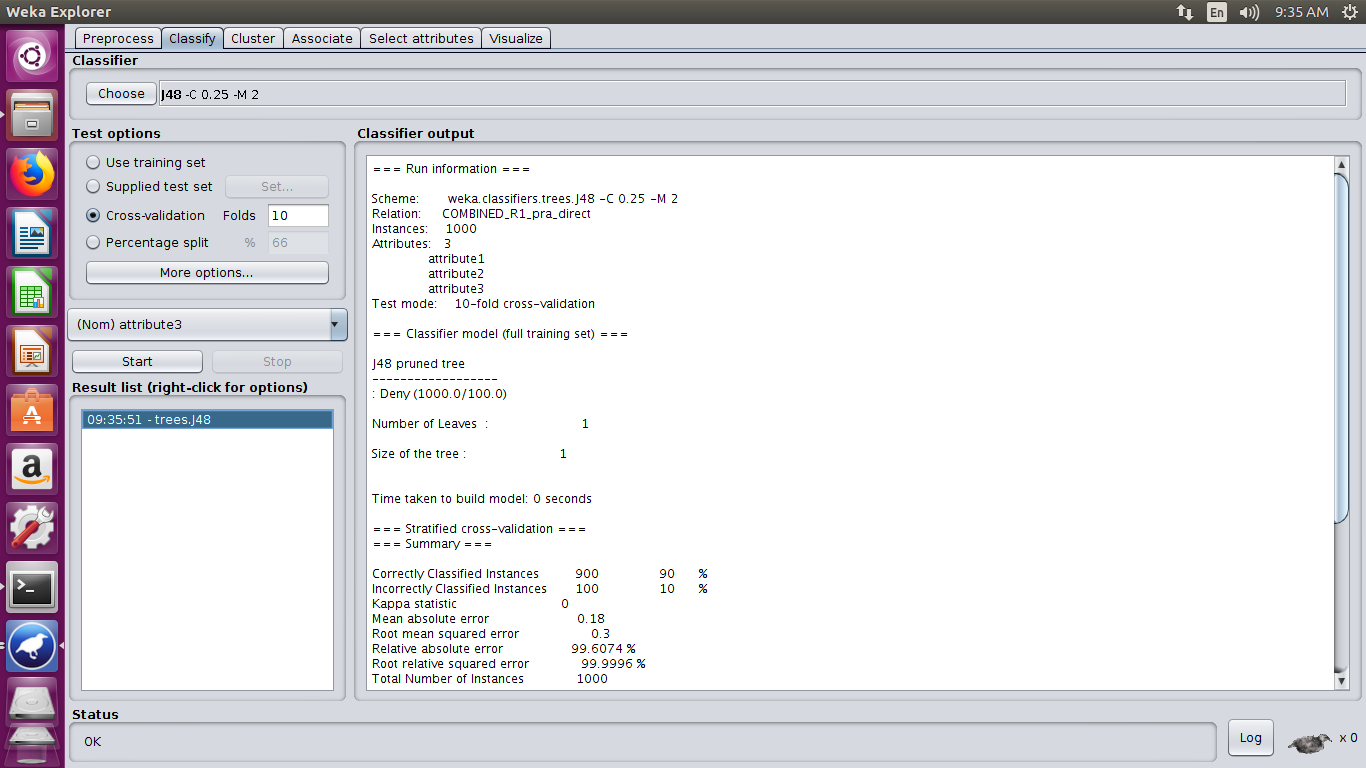 Weka Explorer
En
9:35 AM
Preprocess Classify Cluster Associate Select attributes Visualize
Classifier
Choose J48 -C 0.25 -M 2
Test options
Use training set
Supplied test set Set...
Cross-validation Folds 10
Percentage split % 66
More options...
(Nom) attribute3
Start Stop
Result list (right-click for options)
09:35:51 - trees.J48
Classifier output
=== Run information ===
Scheme: weka.classifiers.trees.J48 -C 0.25 -M 2
Relation: COMBINED_R1_pra_direct
Instances: 1000
Attributes: 3
attribute1
attribute2
attribute3
Test mode: 10-fold cross-validation
=== Classifier model (full training set) ===
J48 pruned tree
------------------
: Deny (1000.0/100.0)
Number of Leaves : 1
Size of the tree : 1
Time taken to build model: 0 seconds
=== Stratified cross-validation ===
=== Summary ===
Correctly Classified Instances 900 90 %
Incorrectly Classified Instances 100 10 %
Kappa statistic 0
Mean absolute error 0.18
Root mean squared error 0.3
Relative absolute error 99.6074 %
Root relative squared error 99.9996 %
Total Number of Instances 1000
Status
OK
Log
x 0